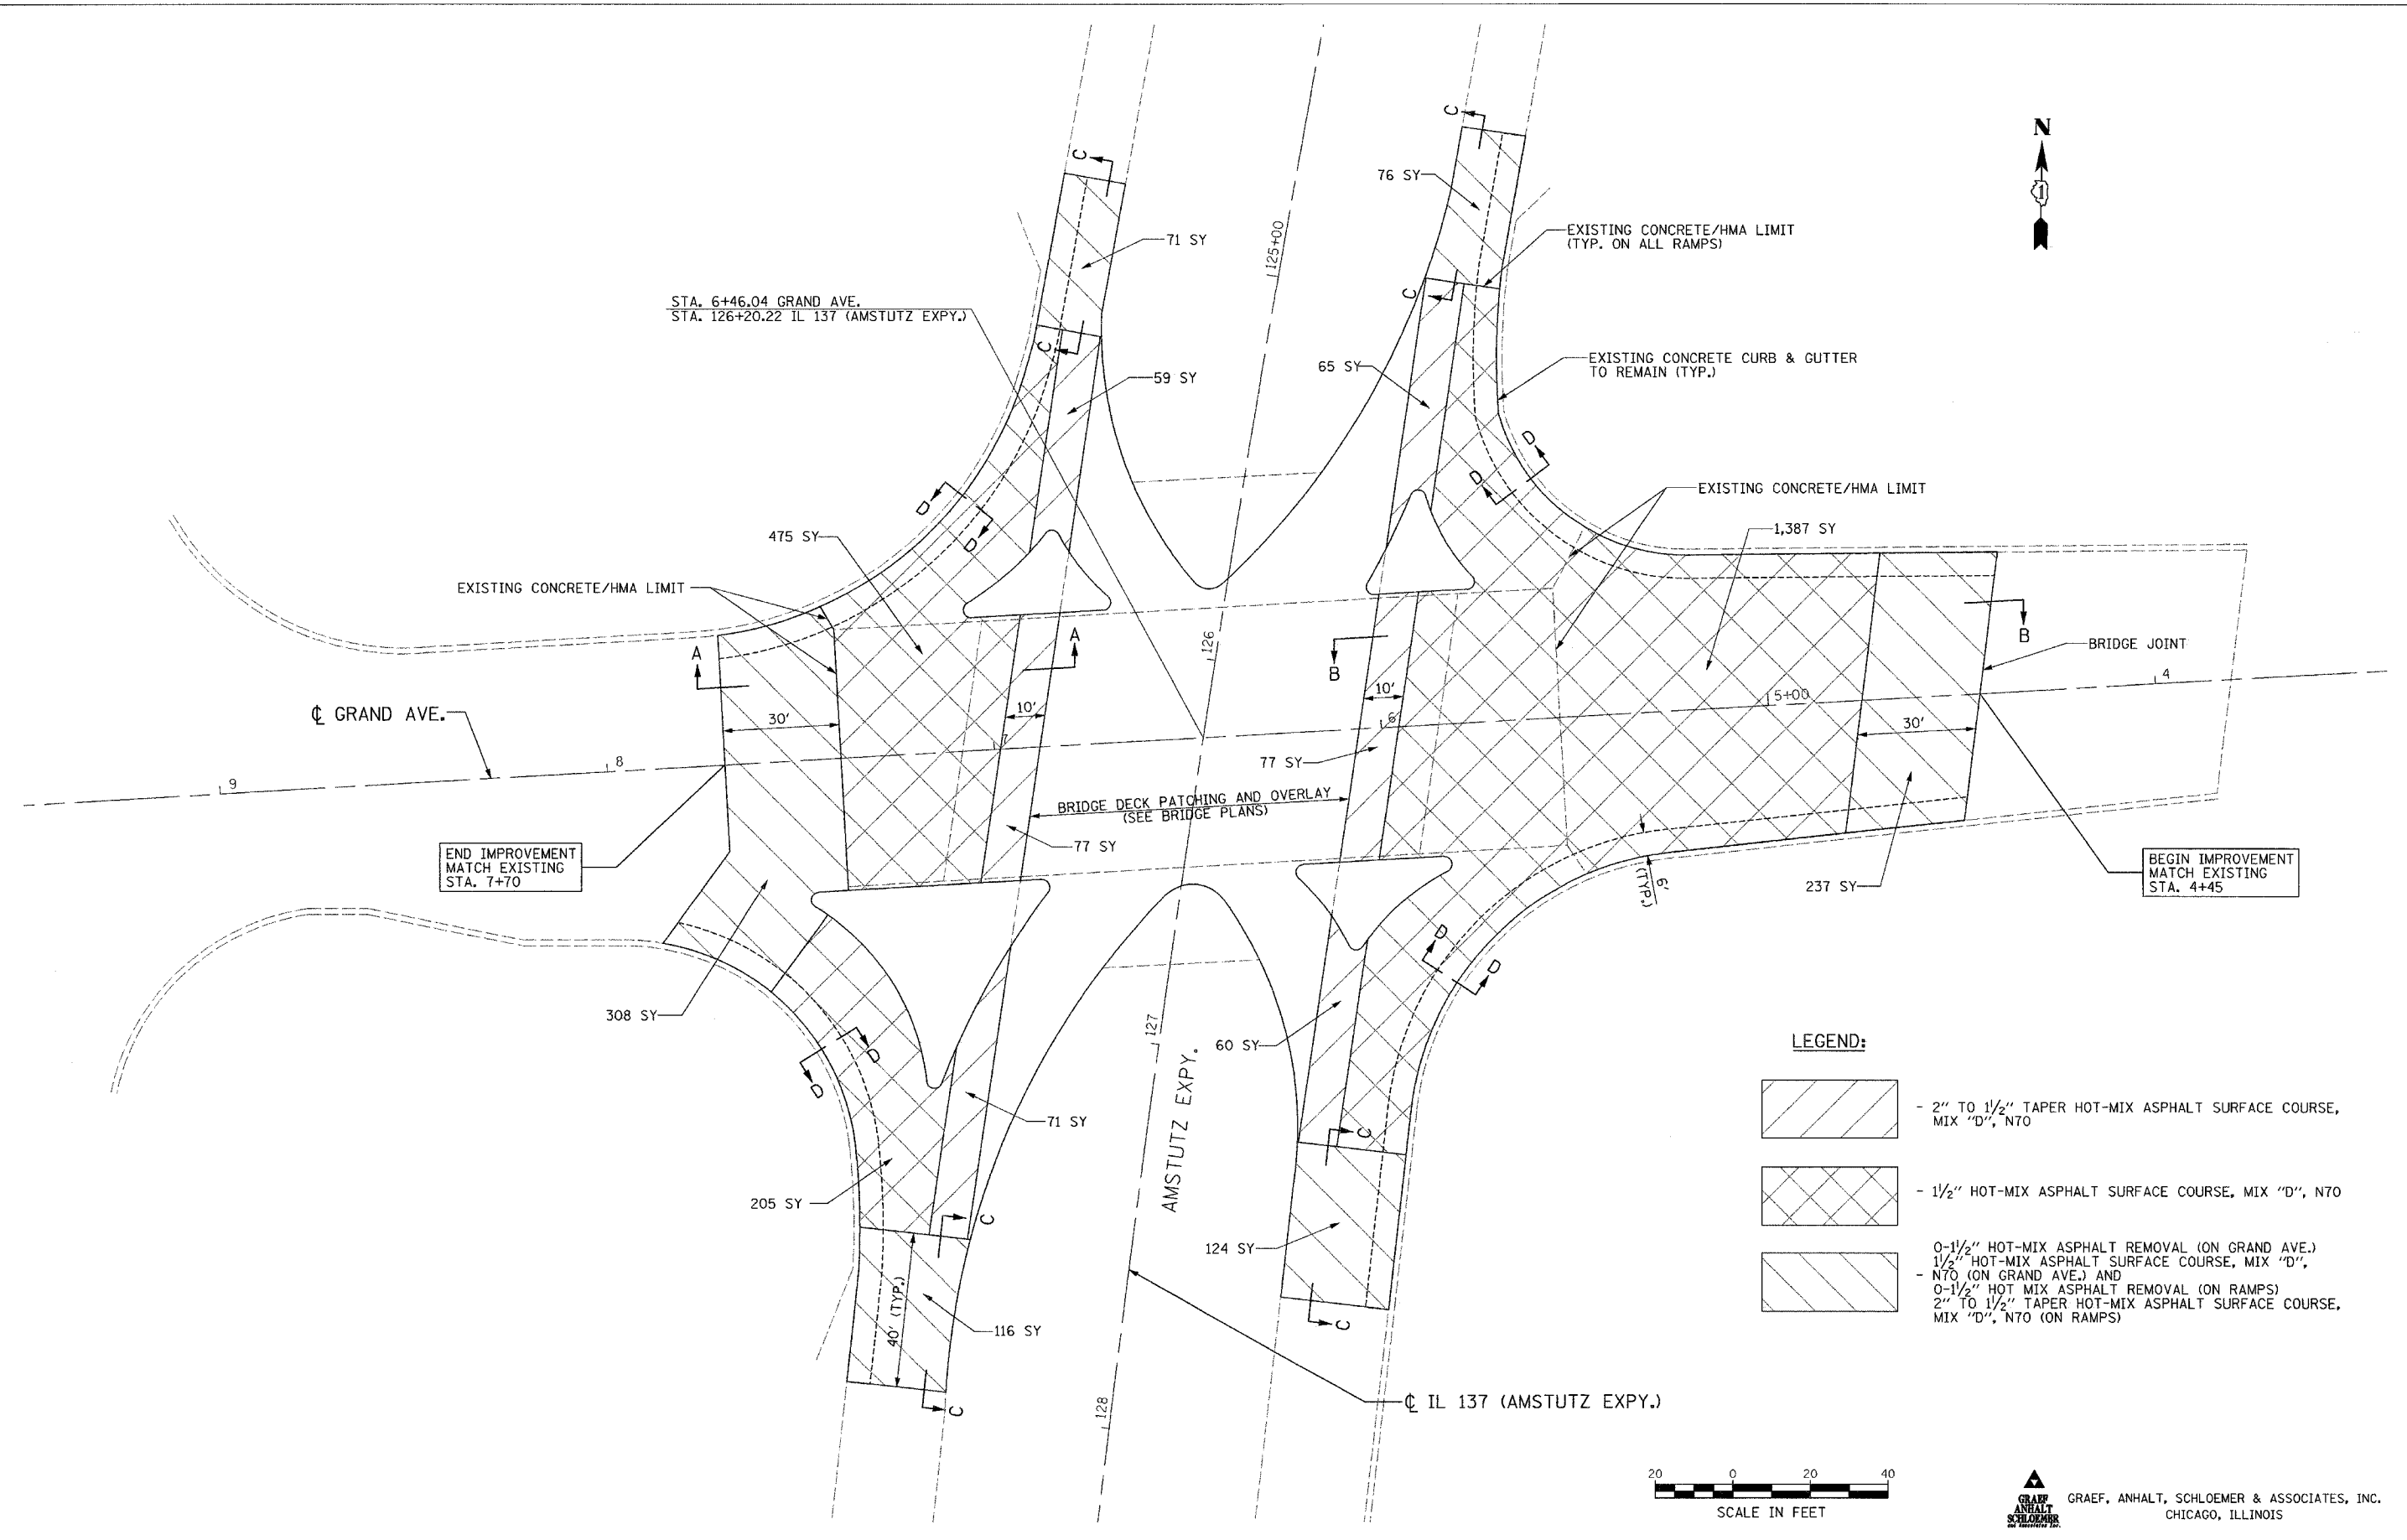 N
1
C
C
76 SY
EXISTING CONCRETE/HMA LIMIT
(TYP. ON ALL RAMPS)
71 SY
125+00
STA. 6+46.04 GRAND AVE.
STA. 126+20.22 IL 137 (AMSTUTZ EXPY.)
C
C
59 SY
65 SY
EXISTING CONCRETE CURB & GUTTER
TO REMAIN (TYP.)
D
D
D
D
EXISTING CONCRETE/HMA LIMIT
475 SY
1,387 SY
EXISTING CONCRETE/HMA LIMIT
A
A
126
B
B
BRIDGE JOINT
4
5+00
6
7
8
9
30'
10'
10'
30'
℄ GRAND AVE.
77 SY
BRIDGE DECK PATCHING AND OVERLAY
(SEE BRIDGE PLANS)
77 SY
END IMPROVEMENT
MATCH EXISTING
STA. 7+70
BEGIN IMPROVEMENT
MATCH EXISTING
STA. 4+45
237 SY
6'
(TYP.)
D
D
308 SY
D
D
127
60 SY
71 SY
AMSTUTZ EXPY.
C
205 SY
C
124 SY
40' (TYP.)
116 SY
C
C
128
℄ IL 137 (AMSTUTZ EXPY.)
LEGEND:
- 2" TO 1½" TAPER HOT-MIX ASPHALT SURFACE COURSE,
MIX "D", N70
- 1½" HOT-MIX ASPHALT SURFACE COURSE, MIX "D", N70
0-1½" HOT-MIX ASPHALT REMOVAL (ON GRAND AVE.)
1½" HOT-MIX ASPHALT SURFACE COURSE, MIX "D",
- N70 (ON GRAND AVE.) AND
0-1½" HOT MIX ASPHALT REMOVAL (ON RAMPS)
2" TO 1½" TAPER HOT-MIX ASPHALT SURFACE COURSE,
MIX "D", N70 (ON RAMPS)
20 0 20 40
SCALE IN FEET
GRAEF
ANHALT
SCHLOEMER
and Associates Inc.
GRAEF, ANHALT, SCHLOEMER & ASSOCIATES, INC.
CHICAGO, ILLINOIS